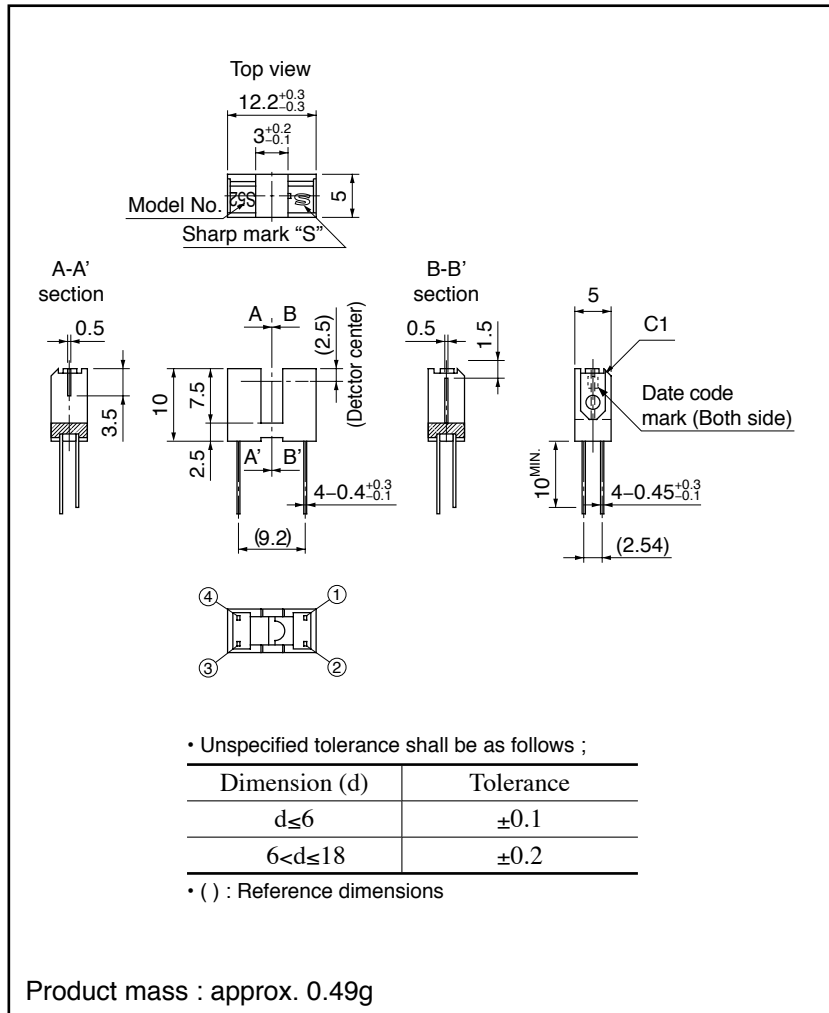 Top view
12.2+0.3−0.3
3+0.2−0.1
S52
5
Model No.
Sharp mark “S”
A-A’
section
B-B’
section
0.5
3.5
A B
(2.5)
(Detctor center)
10
7.5
2.5
A’ B’
4−0.4+0.3−0.1
(9.2)
0.5
1.5
5
C1
Date code
mark (Both side)
10MIN.
4−0.45+0.3−0.1
(2.54)
④ ①
③ ②
• Unspecified tolerance shall be as follows ;
Dimension (d) Tolerance
d≤6 ±0.1
6<d≤18 ±0.2
• ( ) : Reference dimensions
Product mass : approx. 0.49g